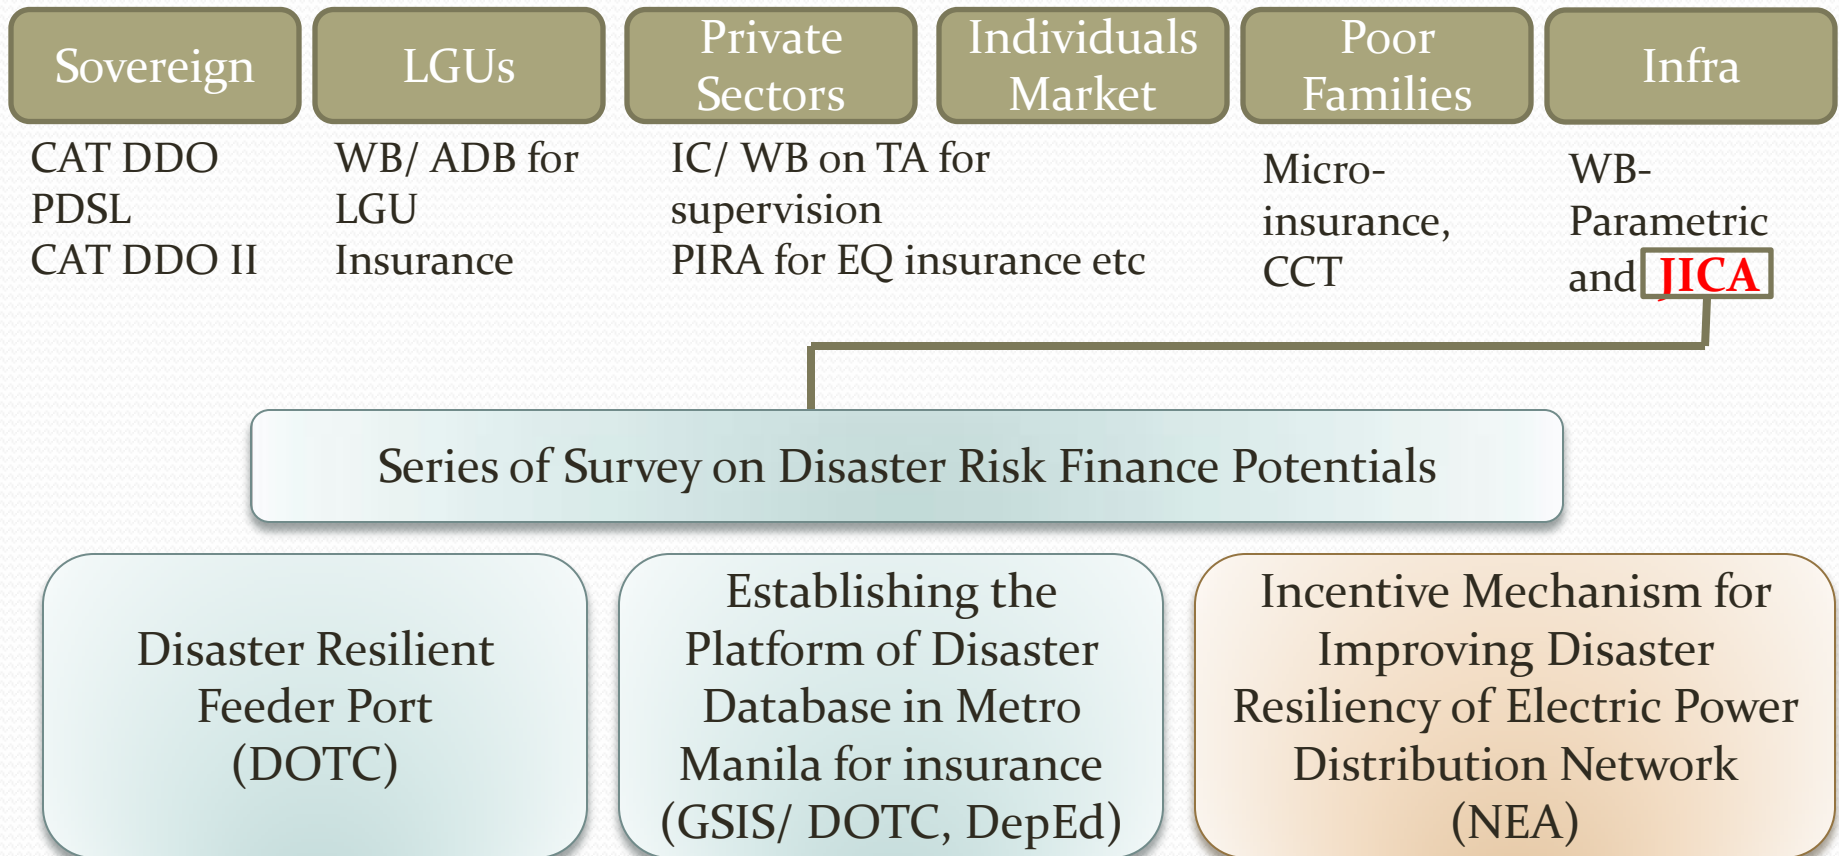 Sovereign
LGUs
Private
Sectors
Individuals
Market
Poor
Families
Infra
CAT DDO
PDSL
CAT DDO II
WB/ ADB for
LGU
Insurance
IC/ WB on TA for
supervision
PIRA for EQ insurance etc
Micro-
insurance,
CCT
WB-
Parametric
and JICA
Series of Survey on Disaster Risk Finance Potentials
Disaster Resilient
Feeder Port
(DOTC)
Establishing the
Platform of Disaster
Database in Metro
Manila for insurance
(GSIS/ DOTC, DepEd)
Incentive Mechanism for
Improving Disaster
Resiliency of Electric Power
Distribution Network
(NEA)